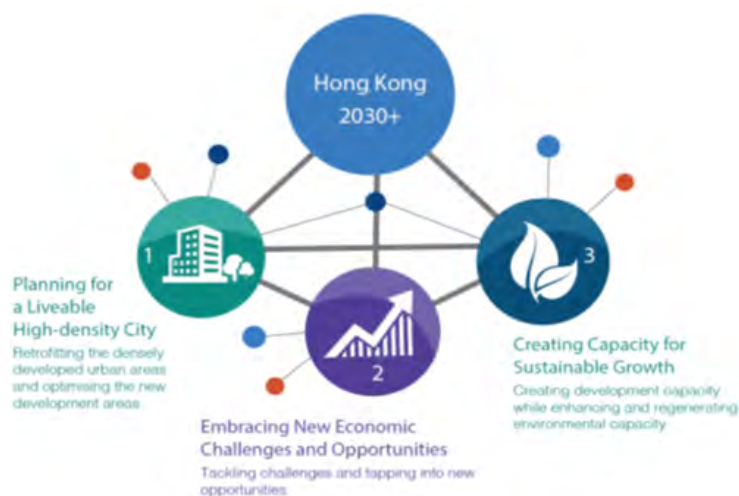 Hong Kong
2030+
1
Planning for
a Liveable
High-density City
Retrofitting the densely
developed urban areas
and optimising the new
development areas
2
Embracing New Economic
Challenges and Opportunities
Tackling challenges and tapping into new
opportunities
3
Creating Capacity for
Sustainable Growth
Creating development capacity
while enhancing and regenerating
environmental capacity